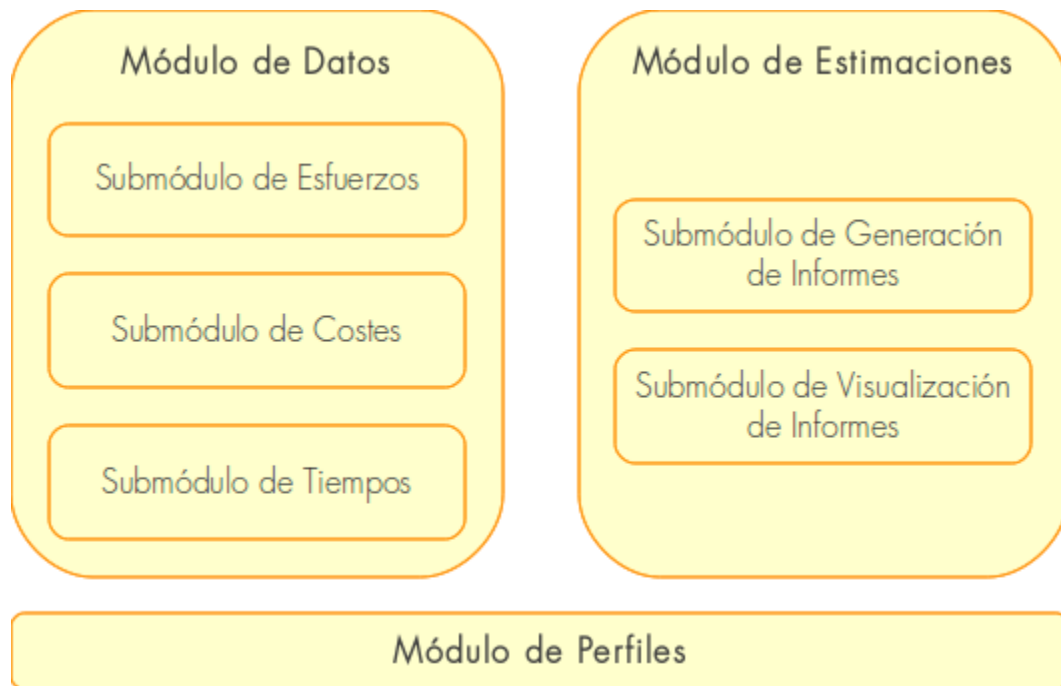 Módulo de Datos
Submódulo de Esfuerzos
Submódulo de Costes
Submódulo de Tiempos
Módulo de Estimaciones
Submódulo de Generación
de Informes
Submódulo de Visualización
de Informes
Módulo de Perfiles